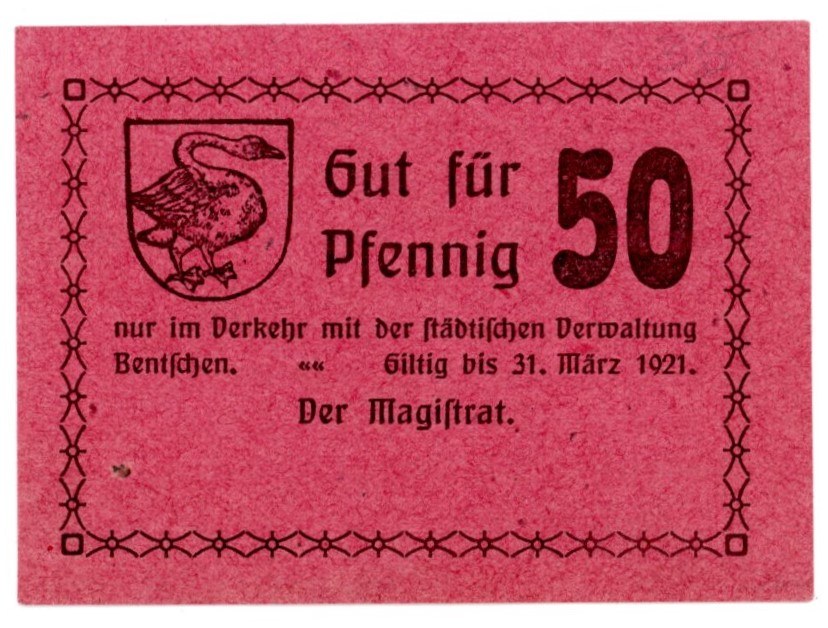 Gut für 50
Pfennig
nur im Verkehr mit der städtischen Verwaltung
Bentschen. «« Giltig bis 31. März 1921.
Der Magistrat.